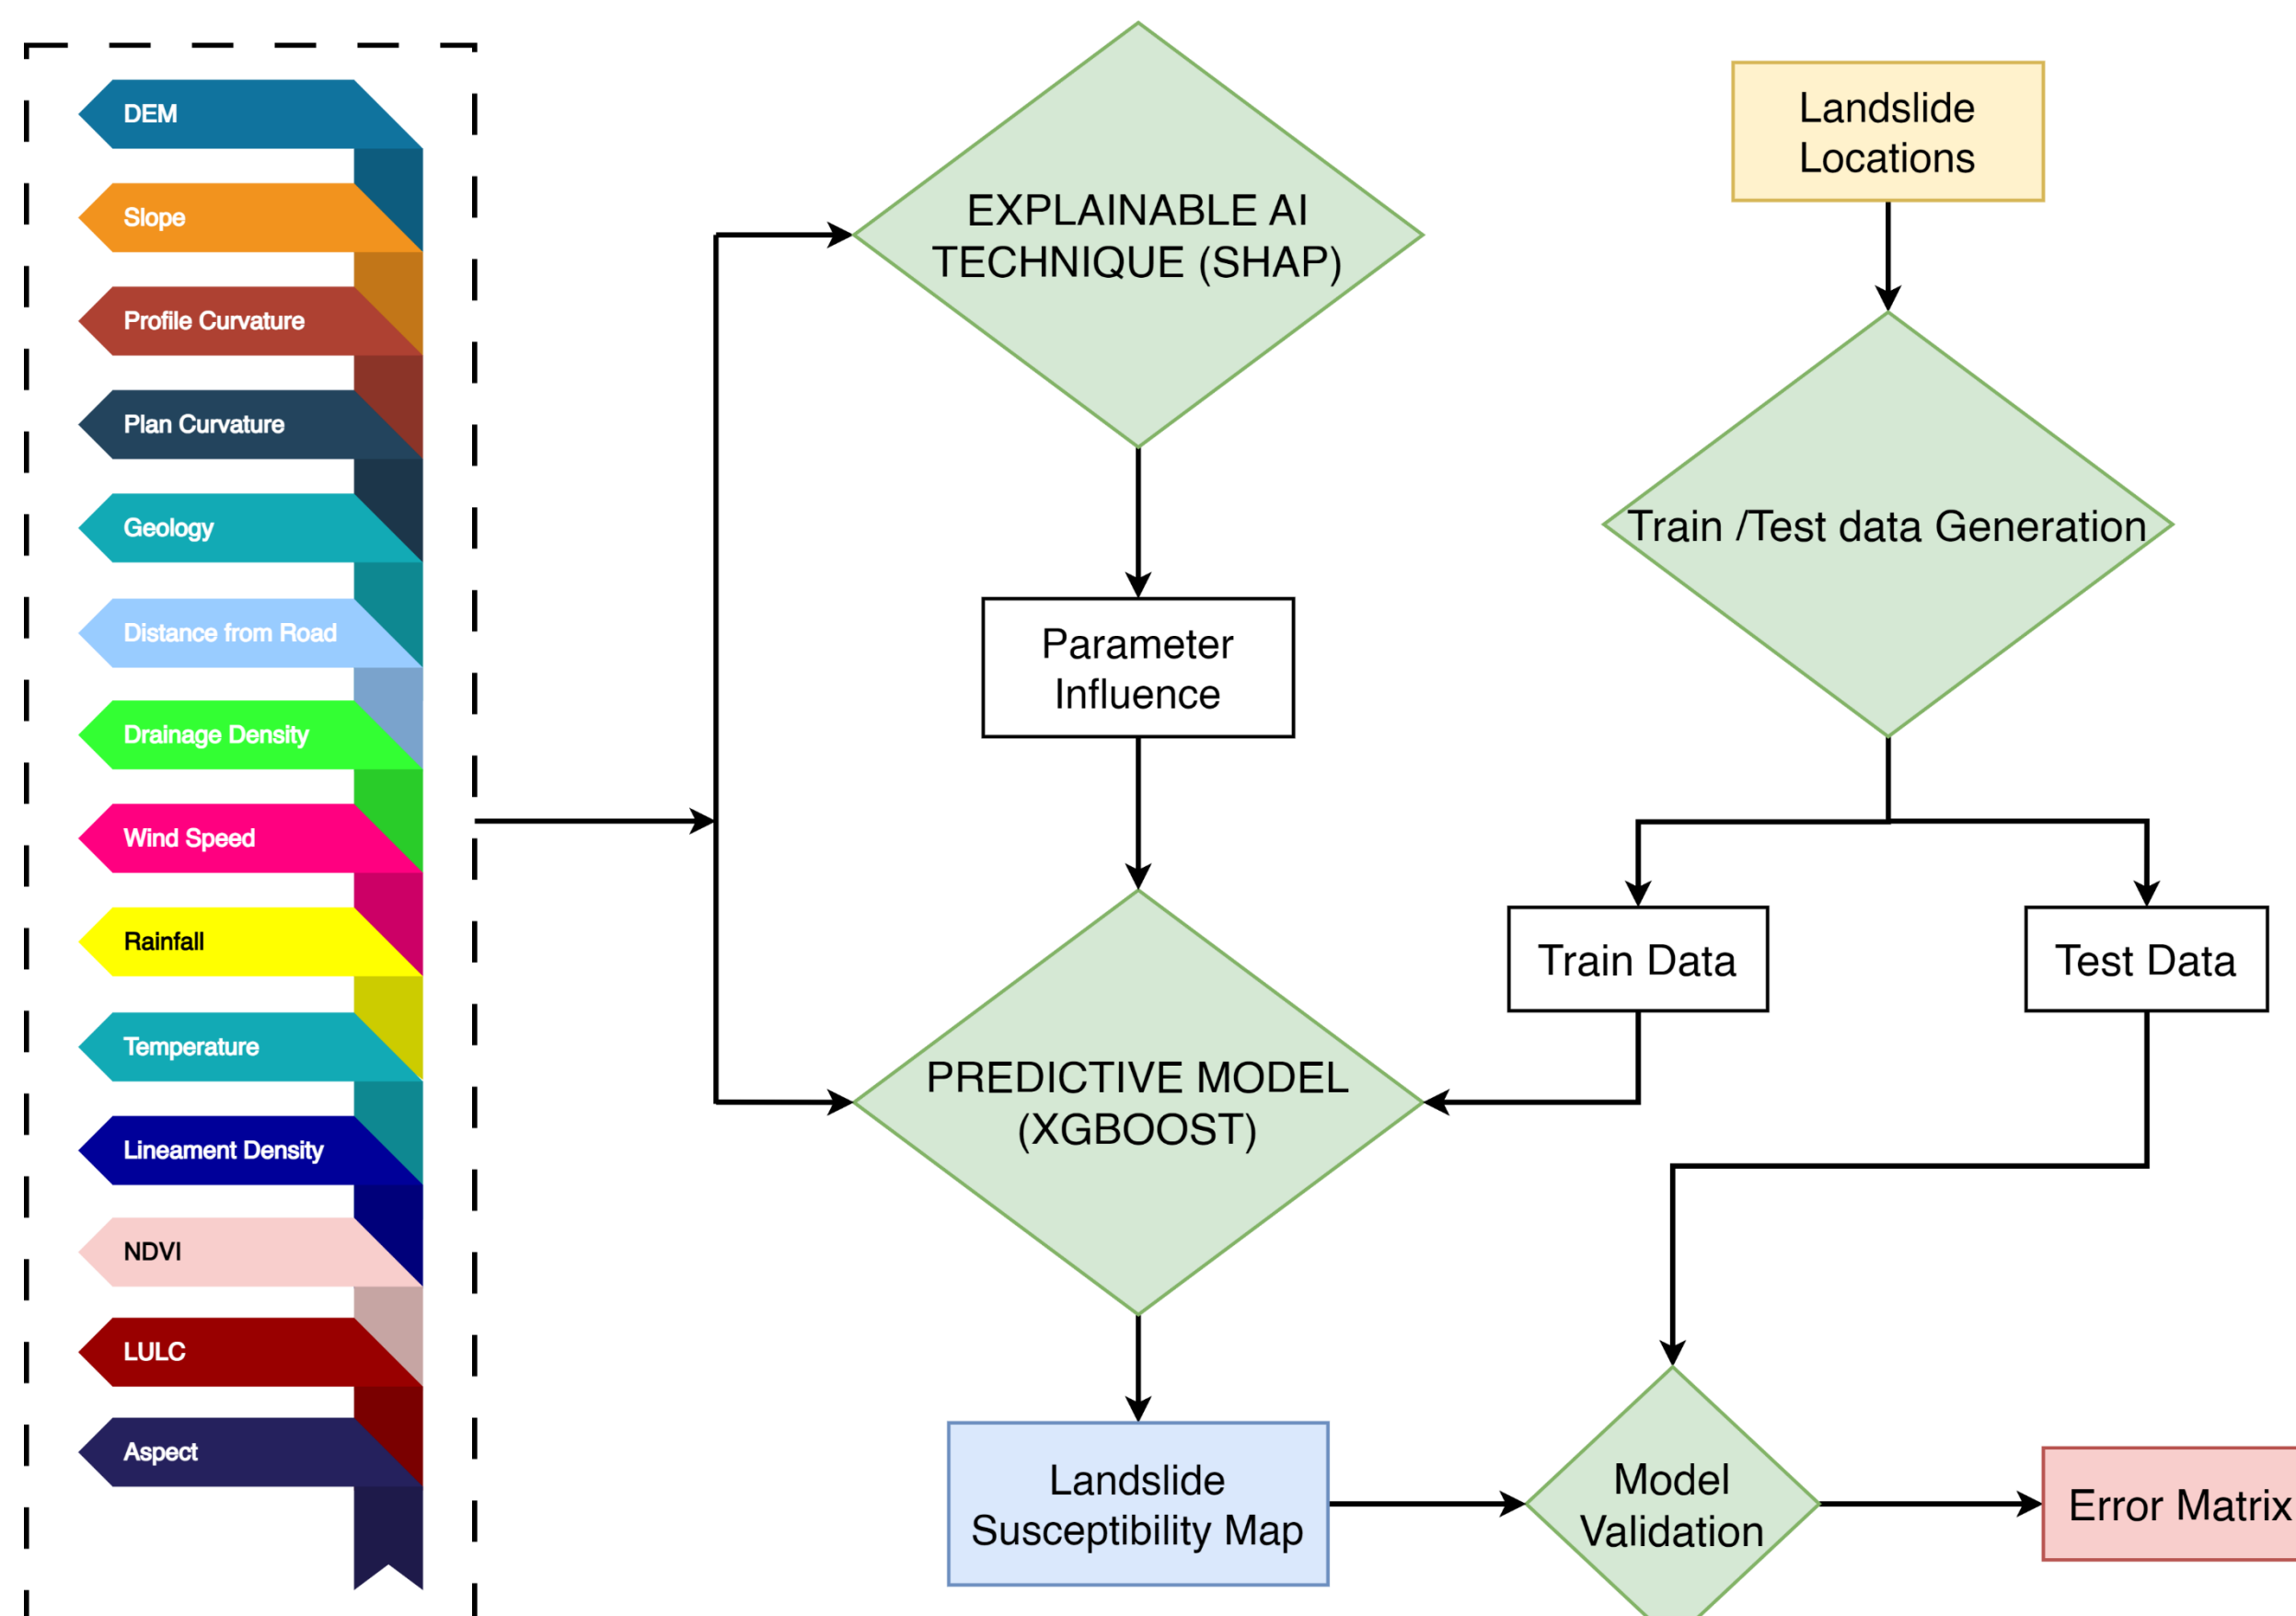 DEM
Slope
Profile Curvature
Plan Curvature
Geology
Distance from Road
Drainage Density
Wind Speed
Rainfall
Temperature
Lineament Density
NDVI
LULC
Aspect
EXPLAINABLE AI
TECHNIQUE (SHAP)
Parameter
Influence
PREDICTIVE MODEL
(XGBOOST)
Landslide
Susceptibility Map
Landslide
Locations
Train /Test data Generation
Train Data
Test Data
Model
Validation
Error Matrix